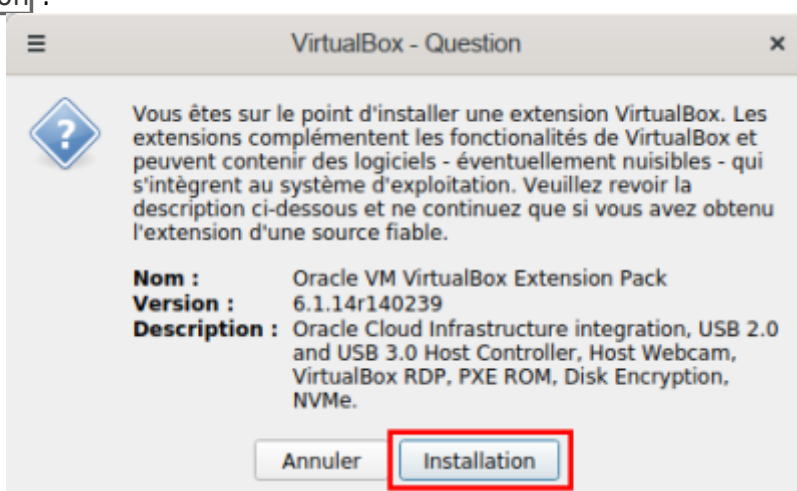 on :
VirtualBox - Question
Vous êtes sur le point d'installer une extension VirtualBox. Les
extensions complémentent les fonctionalités de VirtualBox et
peuvent contenir des logiciels - éventuellement nuisibles - qui
s'intègrent au système d'exploitation. Veuillez revoir la
description ci-dessous et ne continuez que si vous avez obtenu
l'extension d'une source fiable.
Nom : Oracle VM VirtualBox Extension Pack
Version : 6.1.14r140239
Description : Oracle Cloud Infrastructure integration, USB 2.0
and USB 3.0 Host Controller, Host Webcam,
VirtualBox RDP, PXE ROM, Disk Encryption,
NVMe.
Annuler Installation